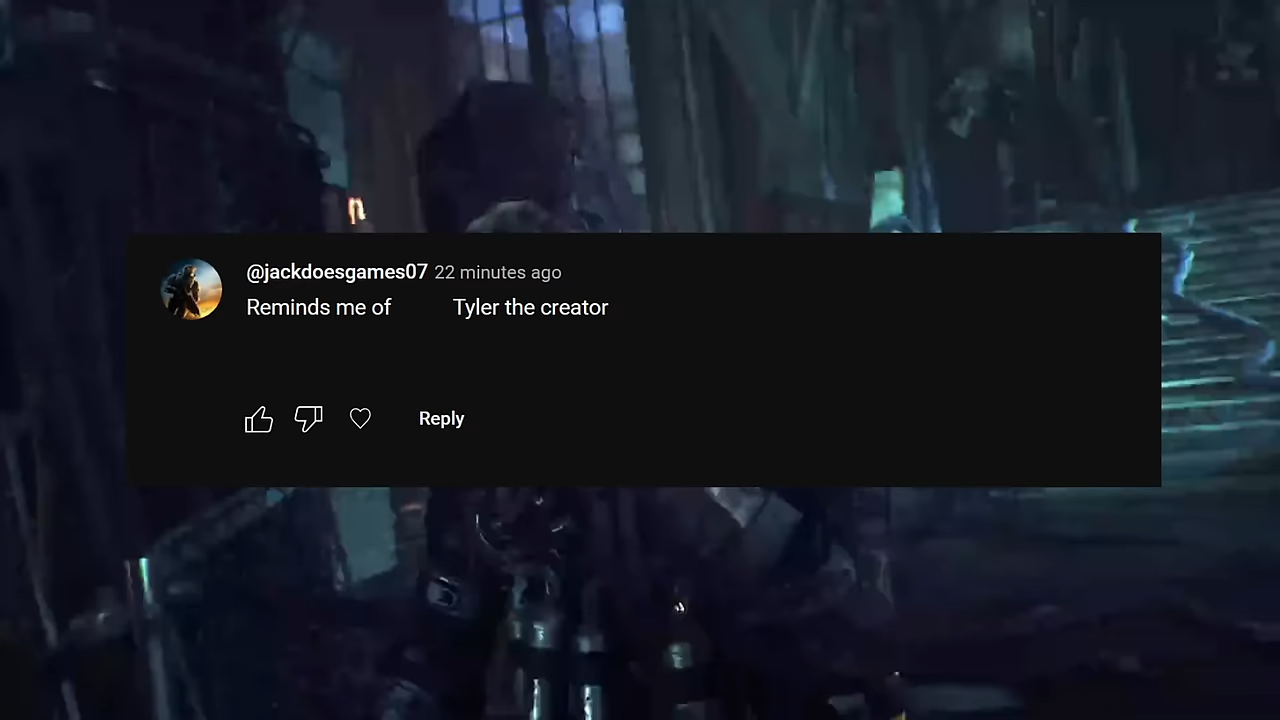 @jackdoesgames07 22 minutes ago
Reminds me of Tyler the creator
Reply